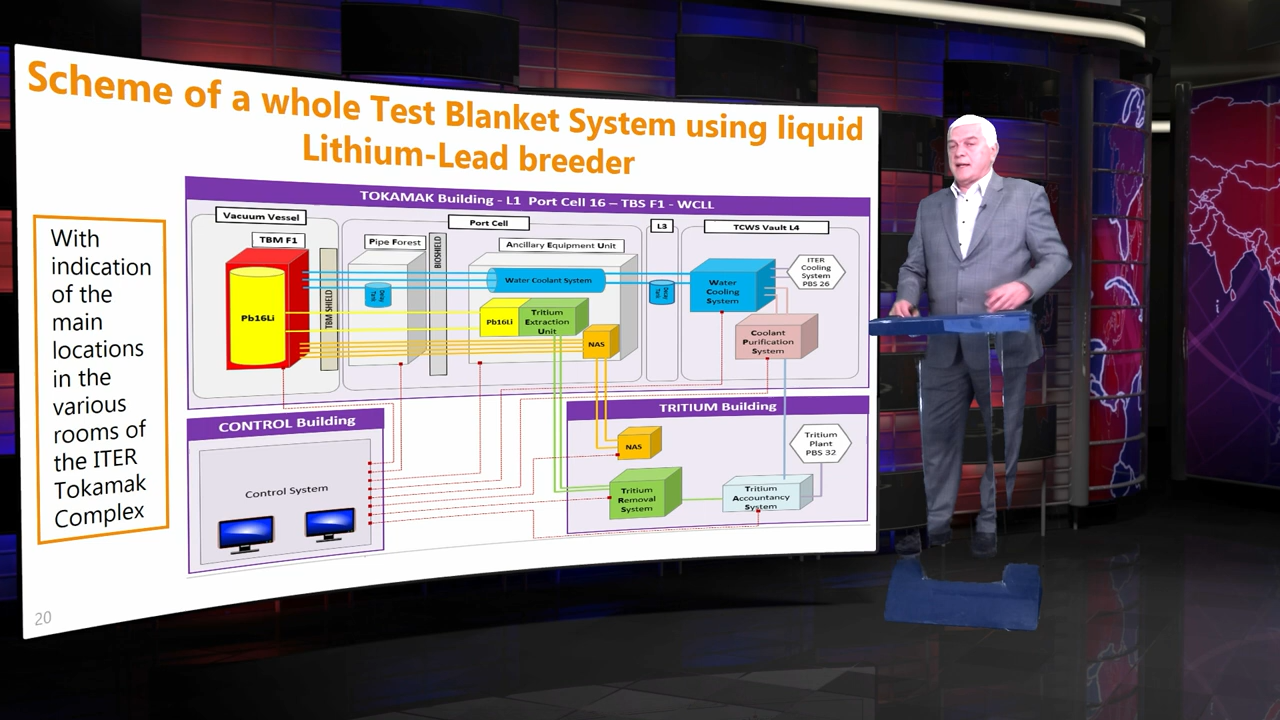 Scheme of a whole Test Blanket System using liquid
Lithium-Lead breeder
With
indication
of the
main
locations
in the
various
rooms of
the ITER
Tokamak
Complex
TOKAMAK Building - L1 Port Cell 16 – TBS F1 - WCLL
Vacuum Vessel
Port Cell
L3
TCWS Vault L4
TBM F1
Pipe Forest
BIOSHIELD
Ancillary Equipment Unit
Pb16Li
TBM SHIELD
Delay
Tank
Water Coolant System
Delay
Tank
Water
Cooling
System
ITER
Cooling
System
PBS 26
Pb16Li
Tritium
Extraction
Unit
NAS
Coolant
Purification
System
CONTROL Building
Control System
TRITIUM Building
NAS
Tritium
Plant
PBS 32
Tritium
Removal
System
Tritium
Accountancy
System
20